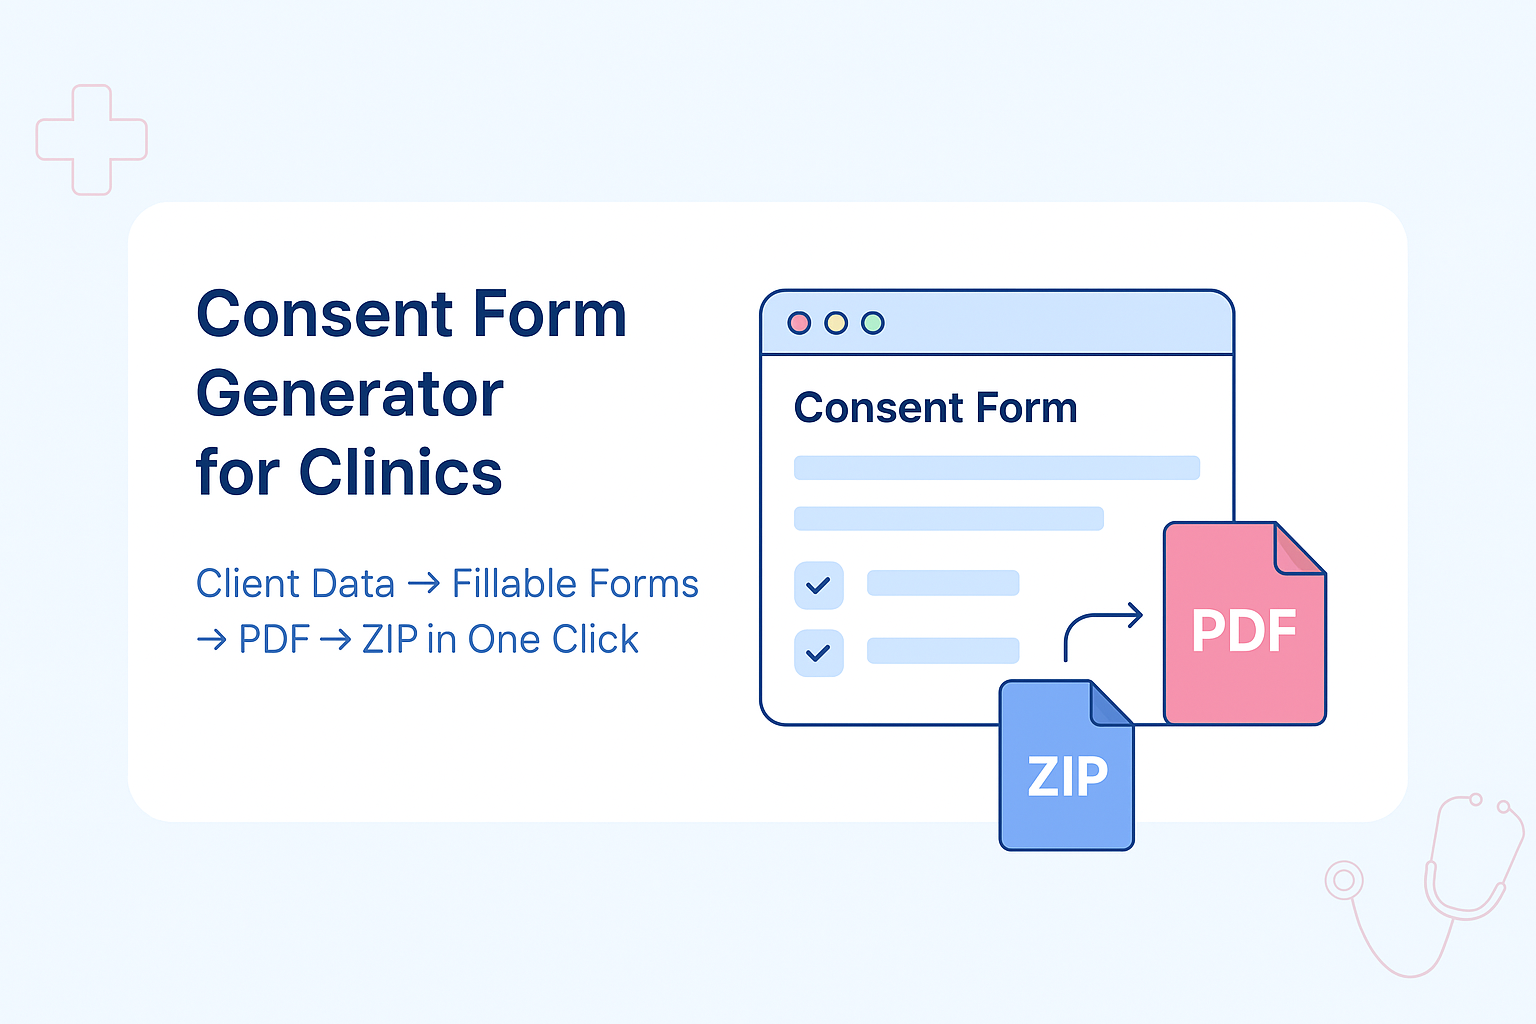 Consent Form
Generator
for Clinics
Client Data → Fillable Forms
→ PDF → ZIP in One Click
Consent Form
PDF
ZIP